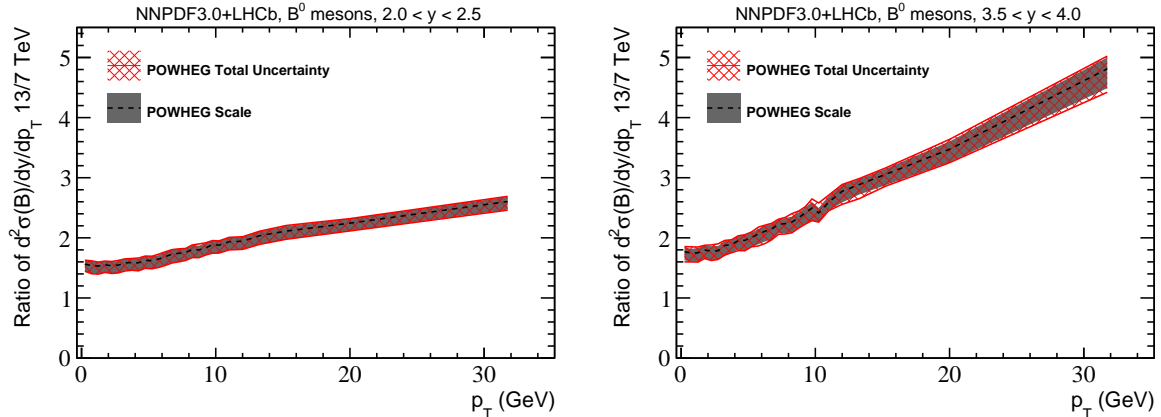 NNPDF3.0+LHCb, B⁰ mesons, 2.0 < y < 2.5
Ratio of d²σ(B)/dy/dp_T 13/7 TeV
5
4
3
2
1
0
POWHEG Total Uncertainty
POWHEG Scale
0 10 20 30
p_T (GeV)
NNPDF3.0+LHCb, B⁰ mesons, 3.5 < y < 4.0
Ratio of d²σ(B)/dy/dp_T 13/7 TeV
5
4
3
2
1
0
POWHEG Total Uncertainty
POWHEG Scale
0 10 20 30
p_T (GeV)